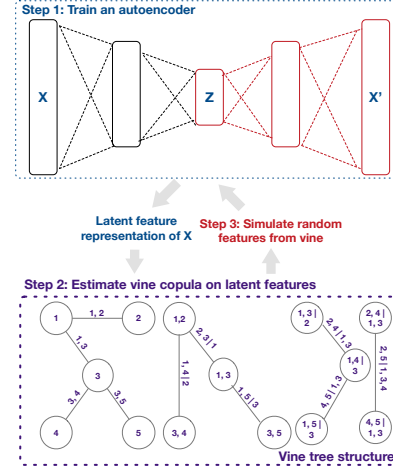 Step 1: Train an autoencoder
X
Z
X'
Latent feature
representation of X
Step 3: Simulate random
features from vine
Step 2: Estimate vine copula on latent features
1
1, 2
2
1, 3
3
3, 4
3, 5
4
5
1,2
2, 3 | 1
1, 4 | 2
1, 3
1, 5 | 3
3, 4
3, 5
1, 3 |
2
2, 4 | 1, 3
1,4 |
3
4, 5 | 1, 3
1, 5 |
3
2, 4 |
1, 3
2, 5 | 1, 3, 4
4, 5 |
1, 3
Vine tree structure